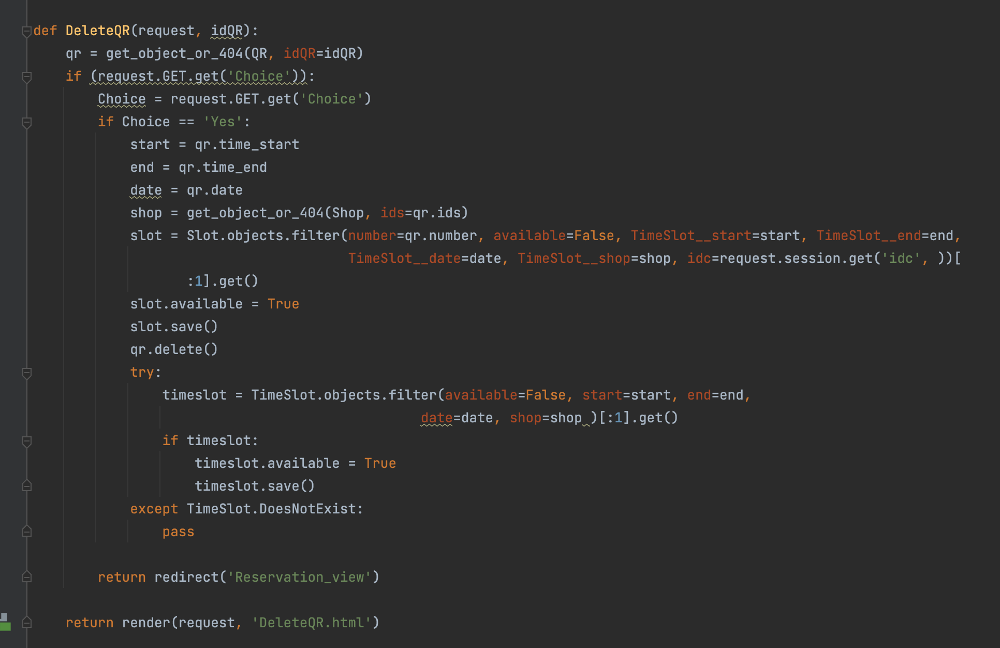 def DeleteQR(request, idQR):
    qr = get_object_or_404(QR, idQR=idQR)
    if (request.GET.get('Choice')):
        Choice = request.GET.get('Choice')
        if Choice == 'Yes':
            start = qr.time_start
            end = qr.time_end
            date = qr.date
            shop = get_object_or_404(Shop, ids=qr.ids)
            slot = Slot.objects.filter(number=qr.number, available=False, TimeSlot__start=start, TimeSlot__end=end,
                                       TimeSlot__date=date, TimeSlot__shop=shop, idc=request.session.get('idc', ))[
                   :1].get()
            slot.available = True
            slot.save()
            qr.delete()
            try:
                timeslot = TimeSlot.objects.filter(available=False, start=start, end=end,
                                                date=date, shop=shop )[:1].get()
                if timeslot:
                    timeslot.available = True
                    timeslot.save()
            except TimeSlot.DoesNotExist:
                pass

        return redirect('Reservation_view')

    return render(request, 'DeleteQR.html')